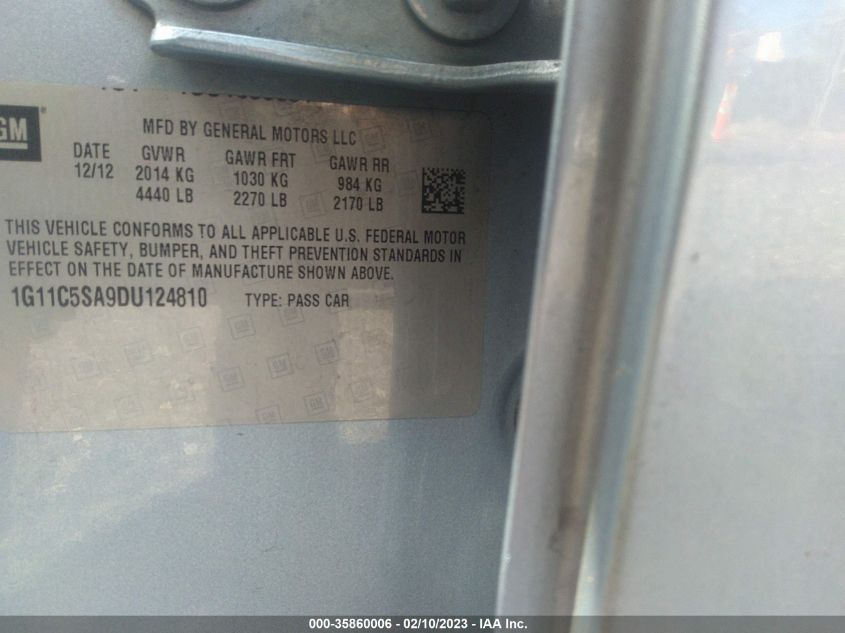 GM
MFD BY GENERAL MOTORS LLC
DATE GVWR GAWR FRT GAWR RR
12/12 2014 KG 1030 KG 984 KG
4440 LB 2270 LB 2170 LB
THIS VEHICLE CONFORMS TO ALL APPLICABLE U.S. FEDERAL MOTOR
VEHICLE SAFETY, BUMPER, AND THEFT PREVENTION STANDARDS IN
EFFECT ON THE DATE OF MANUFACTURE SHOWN ABOVE.
1G11C5SA9DU124810 TYPE: PASS CAR
000-35860006 - 02/10/2023 - IAA Inc.